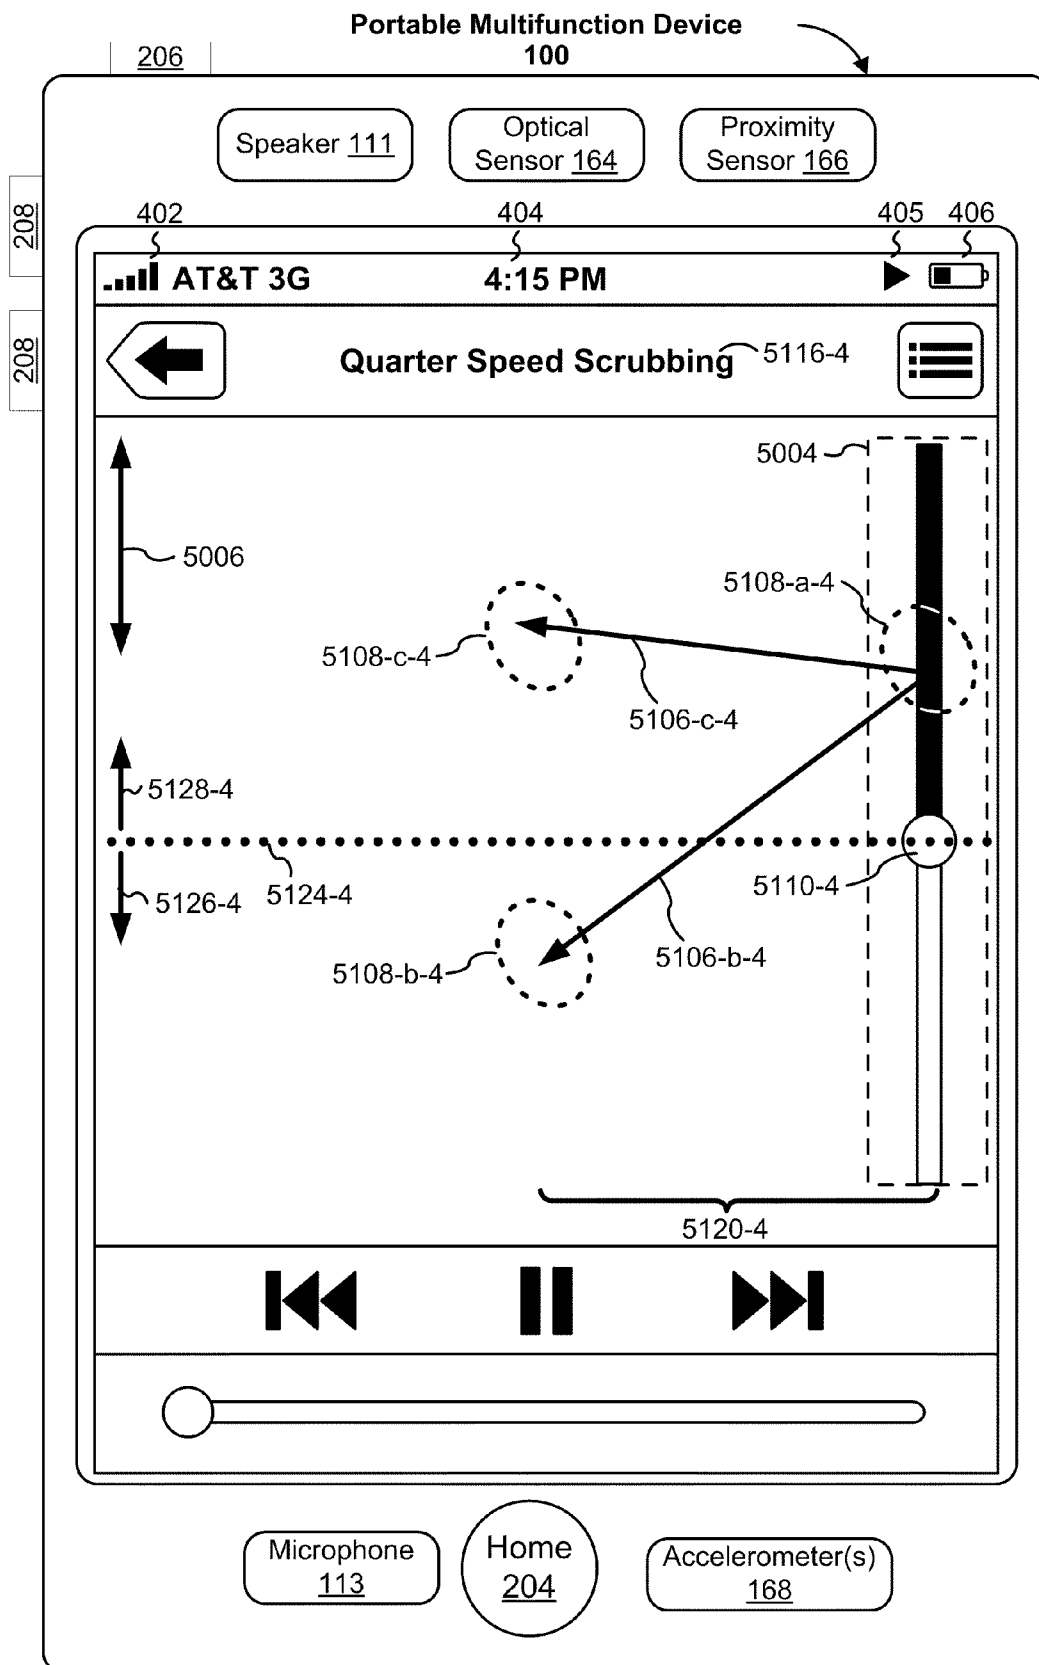 Portable Multifunction Device
100
206
Speaker 111
Optical
Sensor 164
Proximity
Sensor 166
208
208
402
404
405
406
AT&T 3G
4:15 PM
Quarter Speed Scrubbing
5116-4
5004
5006
5108-a-4
5108-c-4
5106-c-4
5128-4
5126-4
5124-4
5110-4
5108-b-4
5106-b-4
5120-4
Microphone
113
Home
204
Accelerometer(s)
168